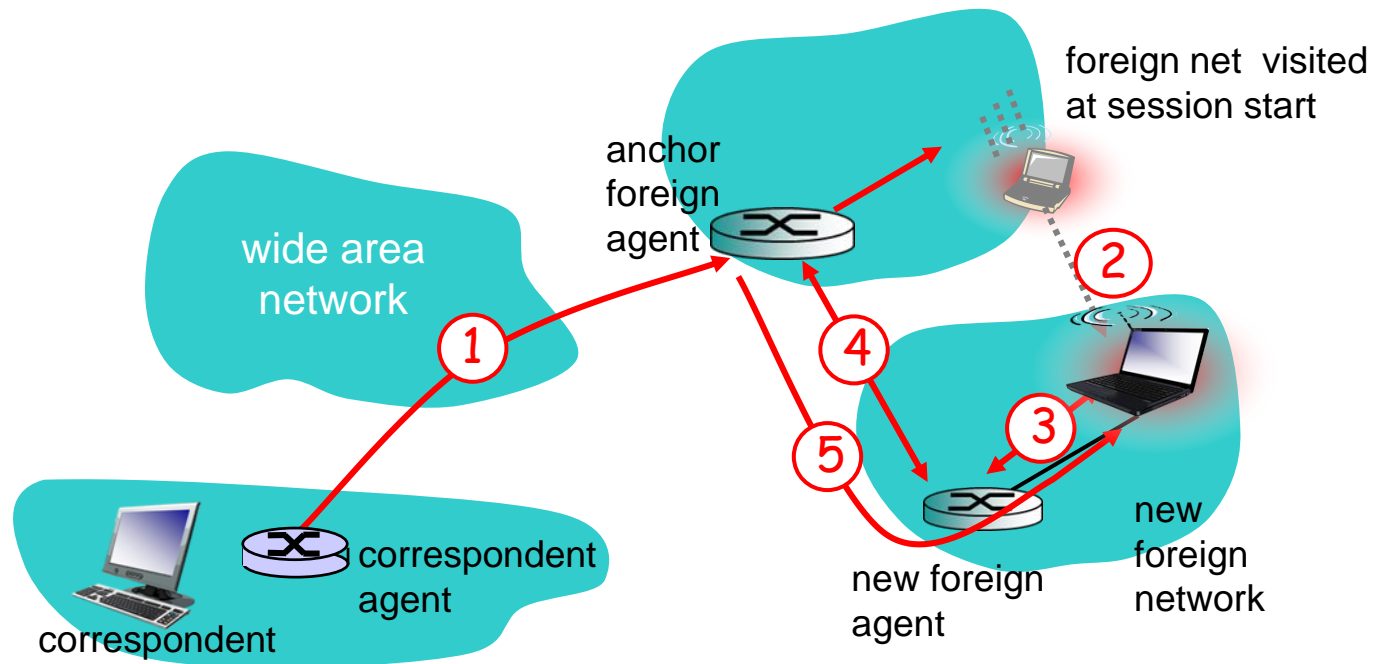 foreign net visited
at session start
anchor
foreign
agent
wide area
network
2
1
4
3
5
correspondent
agent
correspondent
new foreign
agent
new
foreign
network